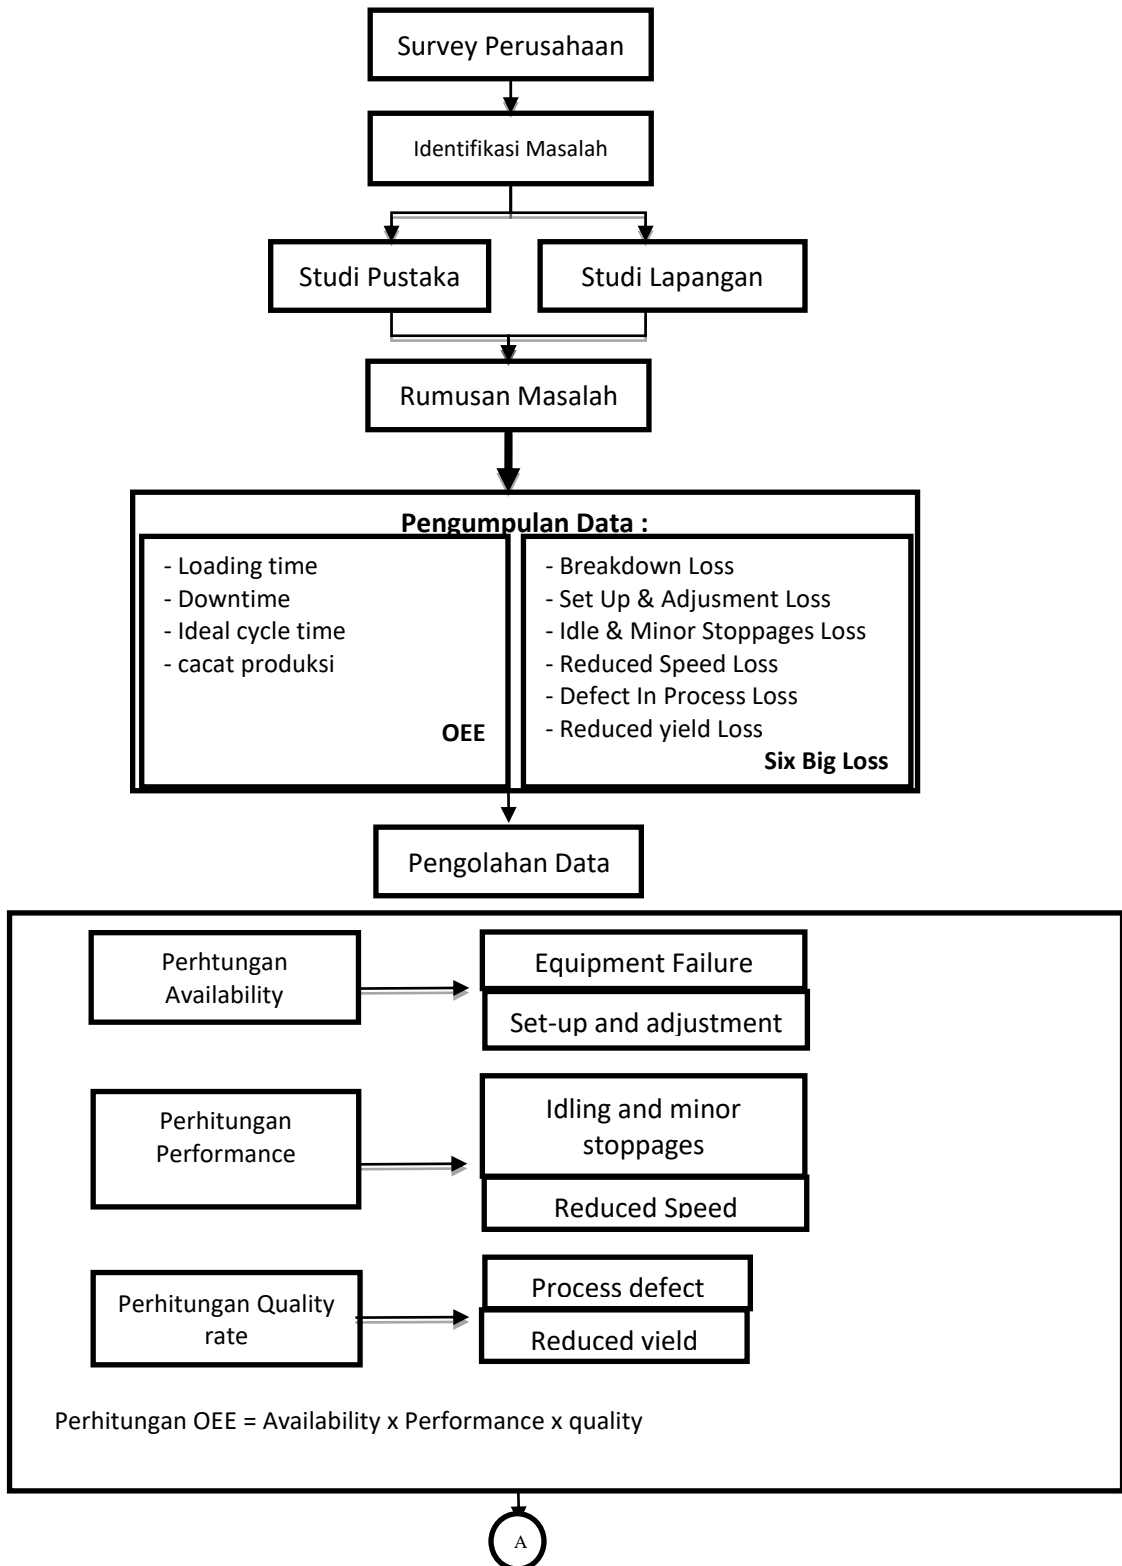 Survey Perusahaan
Identifikasi Masalah
Studi Pustaka
Studi Lapangan
Rumusan Masalah
Pengumpulan Data :
- Loading time
- Downtime
- Ideal cycle time
- cacat produksi
OEE
- Breakdown Loss
- Set Up & Adjusment Loss
- Idle & Minor Stoppages Loss
- Reduced Speed Loss
- Defect In Process Loss
- Reduced yield Loss
Six Big Loss
Pengolahan Data
Perhtungan
Availability
Equipment Failure
Set-up and adjustment
Perhitungan
Performance
Idling and minor
stoppages
Reduced Speed
Perhitungan Quality
rate
Process defect
Reduced yield
Perhitungan OEE = Availability x Performance x quality
A